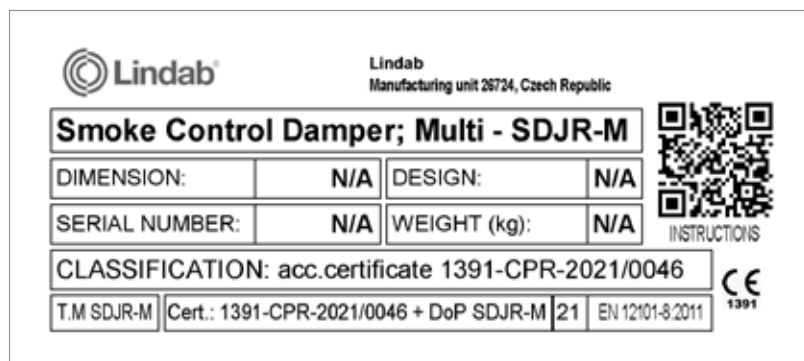 Lindab
Lindab
Manufacturing unit 26724, Czech Republic
Smoke Control Damper; Multi - SDJR-M
DIMENSION: N/A DESIGN: N/A
SERIAL NUMBER: N/A WEIGHT (kg): N/A
INSTRUCTIONS
CLASSIFICATION: acc.certificate 1391-CPR-2021/0046
CE
1391
T.M SDJR-M Cert.: 1391-CPR-2021/0046 + DoP SDJR-M 21 EN 12101-8:2011